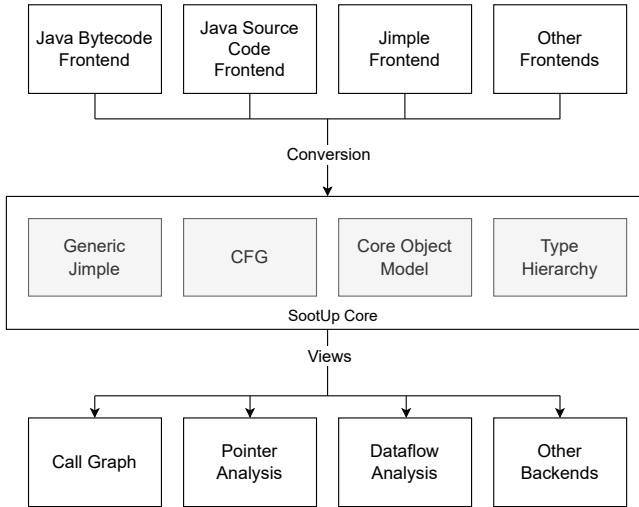 Java Bytecode
Frontend
Java Source
Code
Frontend
Jimple
Frontend
Other
Frontends
Conversion
Generic
Jimple
CFG
Core Object
Model
Type
Hierarchy
SootUp Core
Views
Call Graph
Pointer
Analysis
Dataflow
Analysis
Other
Backends